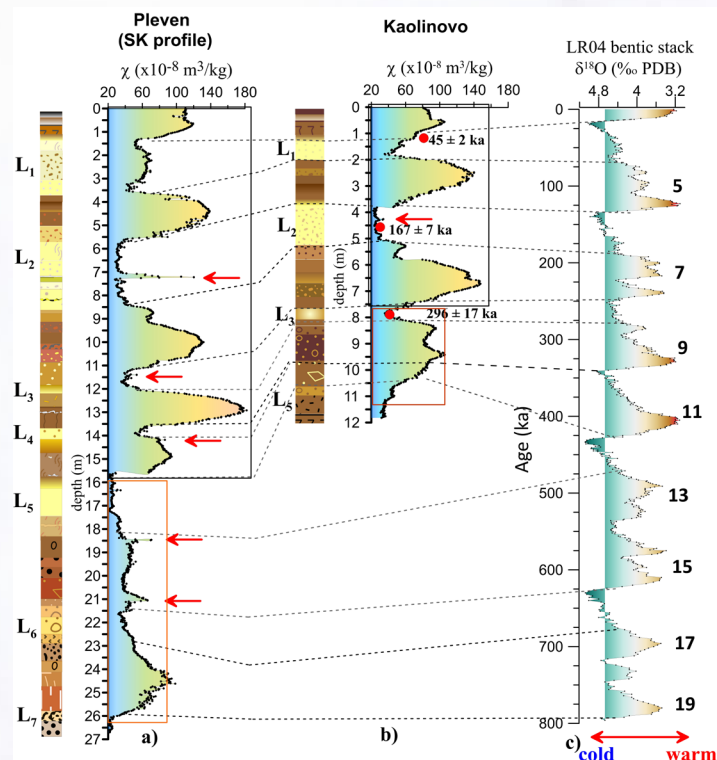 Pleven
(SK profile)
χ (x10-8 m³/kg)
20 60 100 140 180
0
1
2
3
4
5
6
7
8
9
10
11
12
13
14
15
16
17
18
19
20
21
22
23
24
25
26
27
depth (m)
L1
L2
L3
L4
L5
L6
L7
a)
Kaolinovo
χ (x10-8 m³/kg)
20 60 100 140 180
0
1
2
3
4
5
6
7
8
9
10
11
12
depth (m)
L1
L2
L3
L5
45 ± 2 ka
167 ± 7 ka
296 ± 17 ka
b)
LR04 bentic stack
δ18O (‰ PDB)
4.8 4 3.2
0
100
200
300
400
500
600
700
800
Age (ka)
5
7
9
11
13
15
17
19
c)
cold warm